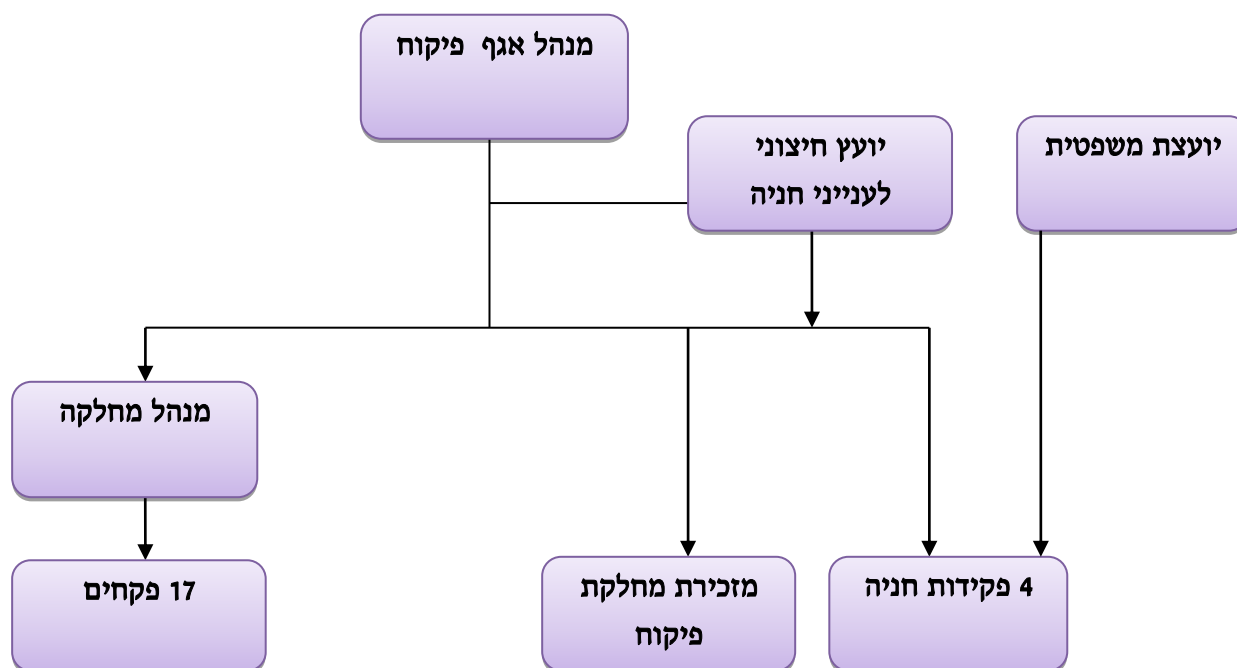 מנהל אגף פיקוח
יועץ חיצוני
לענייני חניה
יועצת משפטית
מנהל מחלקה
17 פקחים
מזכירת מחלקת
פיקוח
4 פקידות חניה